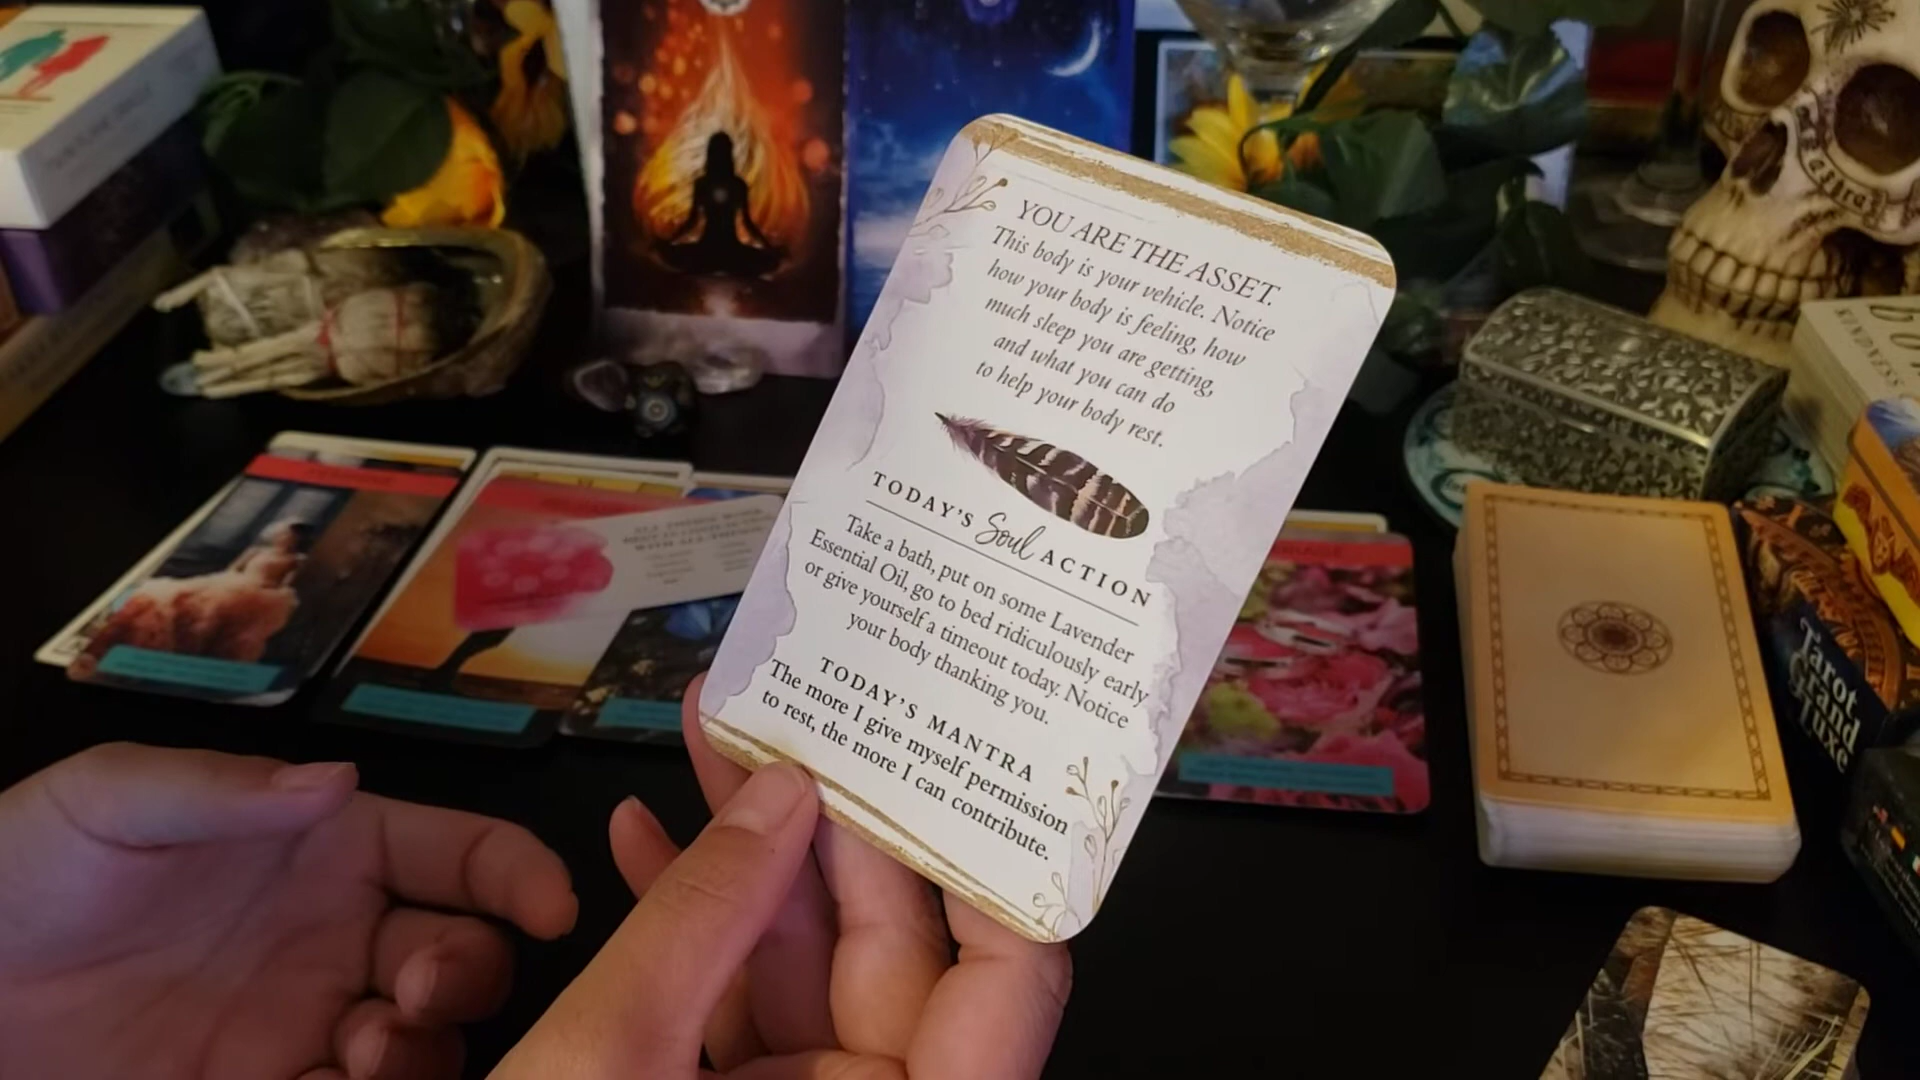 YOU ARE THE ASSET.
This body is your vehicle. Notice
how your body is feeling, how
much sleep you are getting,
and what you can do
to help your body rest.
TODAY'S Soul ACTION
Take a bath, put on some Lavender
Essential Oil, go to bed ridiculously early
or give yourself a timeout today. Notice
your body thanking you.
TODAY'S MANTRA
The more I give myself permission
to rest, the more I can contribute.
Tarot
Grand
Luxe